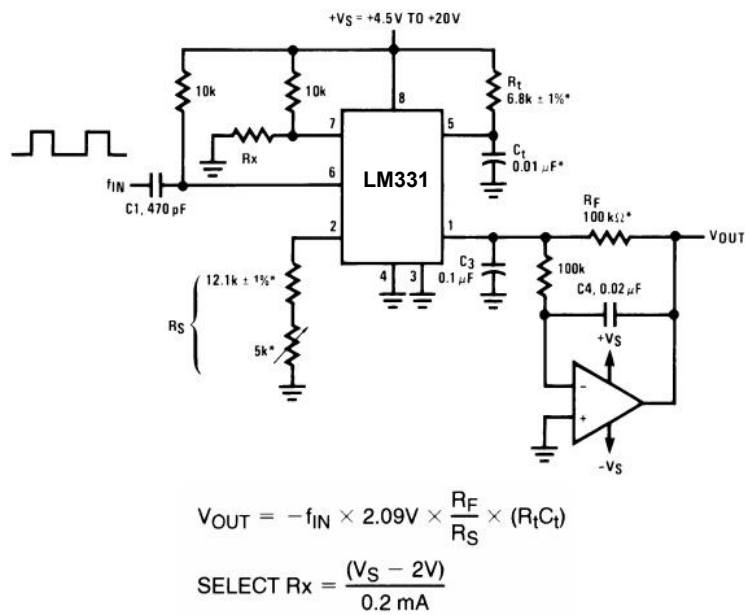 +VS = +4.5V TO +20V
10k
10k
Rt
6.8k ± 1%*
8
7
5
Rx
Ct
0.01 μF*
fIN
C1, 470 pF
6
LM331
RF
100 kΩ*
2
1
VOUT
12.1k ± 1%*
4
3
C3
0.1 μF
100k
C4, 0.02 μF
RS
5k*
+VS
−
+
−VS
VOUT = −fIN × 2.09V × RF/RS × (RtCt)
SELECT Rx = (VS − 2V)/0.2 mA